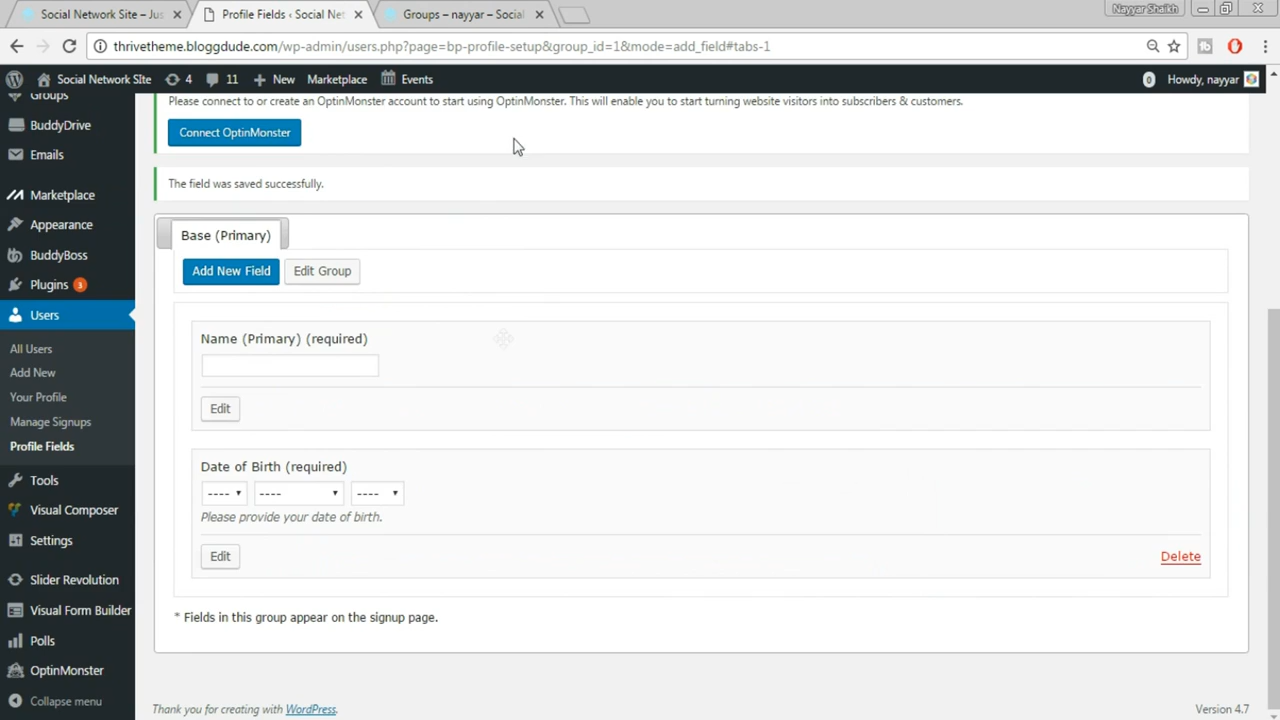 Social Network Site – Jus
Profile Fields ‹ Social Net
Groups – nayyar – Social
Nayyar Shaikh
thrivetheme.bloggdude.com/wp-admin/users.php?page=bp-profile-setup&group_id=1&mode=add_field#tabs-1
Social Network SIte
4
11
New
Marketplace
Events
0
Howdy, nayyar
Groups
BuddyDrive
Emails
Marketplace
Appearance
BuddyBoss
Plugins 3
Users
All Users
Add New
Your Profile
Manage Signups
Profile Fields
Tools
Visual Composer
Settings
Slider Revolution
Visual Form Builder
Polls
OptinMonster
Collapse menu
Please connect to or create an OptinMonster account to start using OptinMonster. This will enable you to start turning website visitors into subscribers & customers.
Connect OptinMonster
The field was saved successfully.
Base (Primary)
Add New Field
Edit Group
Name (Primary) (required)
Edit
Date of Birth (required)
---- ---- ----
Please provide your date of birth.
Edit
Delete
* Fields in this group appear on the signup page.
Thank you for creating with WordPress.
Version 4.7